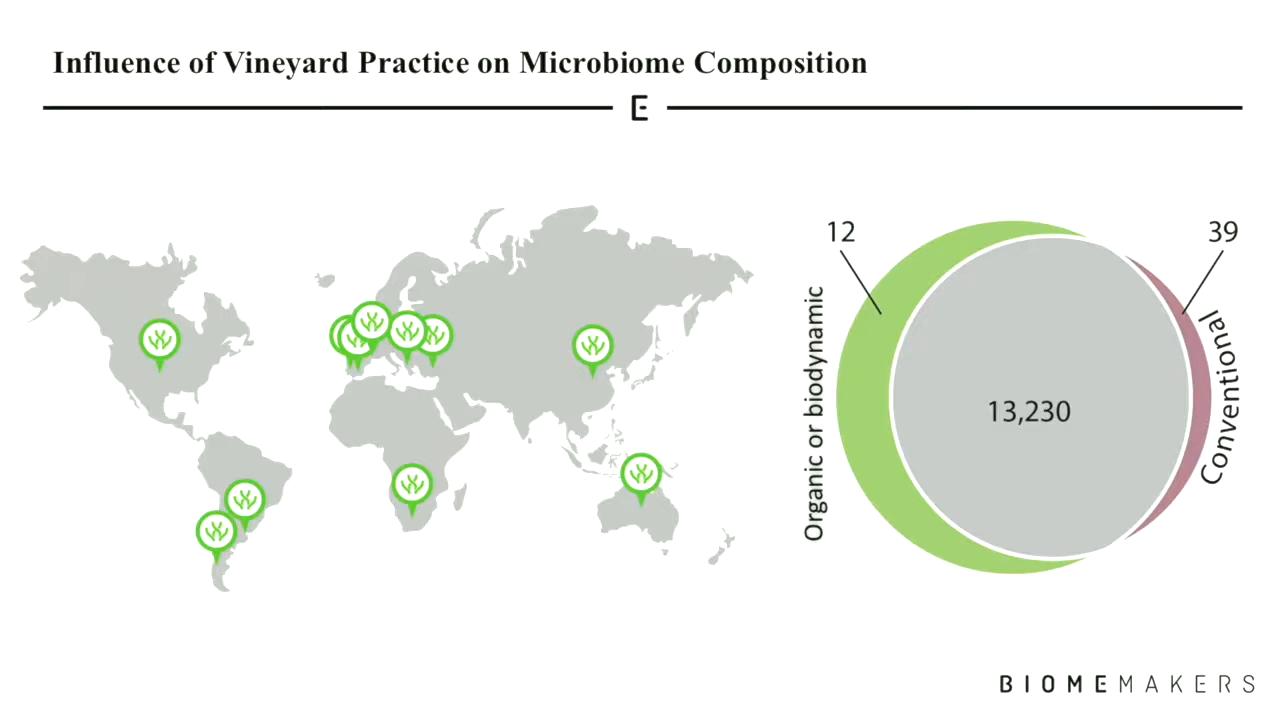 Influence of Vineyard Practice on Microbiome Composition
E
12
39
Organic or biodynamic
13,230
Conventional
BIOMEMAKERS